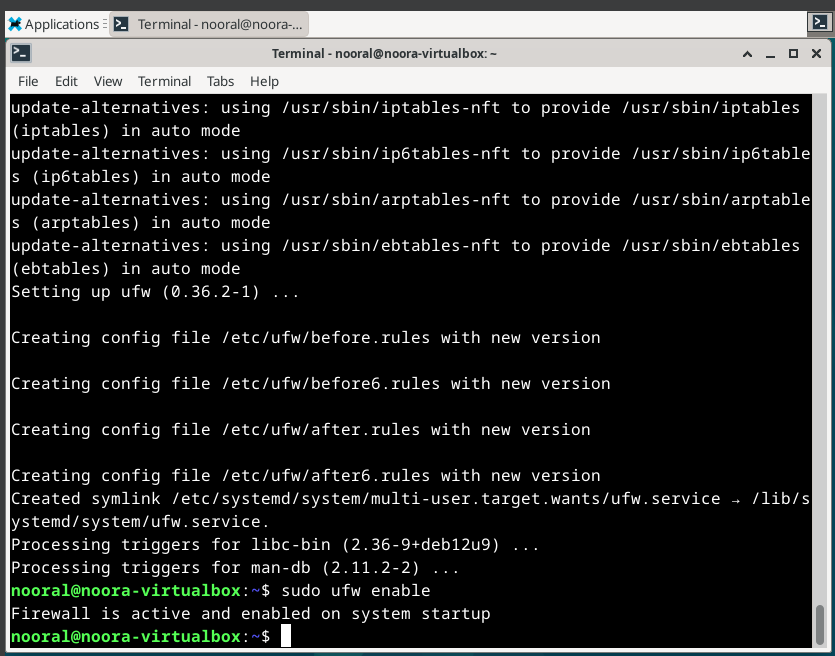 Applications Terminal - nooral@noora-...
Terminal - nooral@noora-virtualbox: ~
File Edit View Terminal Tabs Help
update-alternatives: using /usr/sbin/iptables-nft to provide /usr/sbin/iptables
(iptables) in auto mode
update-alternatives: using /usr/sbin/ip6tables-nft to provide /usr/sbin/ip6table
s (ip6tables) in auto mode
update-alternatives: using /usr/sbin/arptables-nft to provide /usr/sbin/arptable
s (arptables) in auto mode
update-alternatives: using /usr/sbin/ebtables-nft to provide /usr/sbin/ebtables
(ebtables) in auto mode
Setting up ufw (0.36.2-1) ...
Creating config file /etc/ufw/before.rules with new version
Creating config file /etc/ufw/before6.rules with new version
Creating config file /etc/ufw/after.rules with new version
Creating config file /etc/ufw/after6.rules with new version
Created symlink /etc/systemd/system/multi-user.target.wants/ufw.service → /lib/s
ystemd/system/ufw.service.
Processing triggers for libc-bin (2.36-9+deb12u9) ...
Processing triggers for man-db (2.11.2-2) ...
nooral@noora-virtualbox:~$ sudo ufw enable
Firewall is active and enabled on system startup
nooral@noora-virtualbox:~$